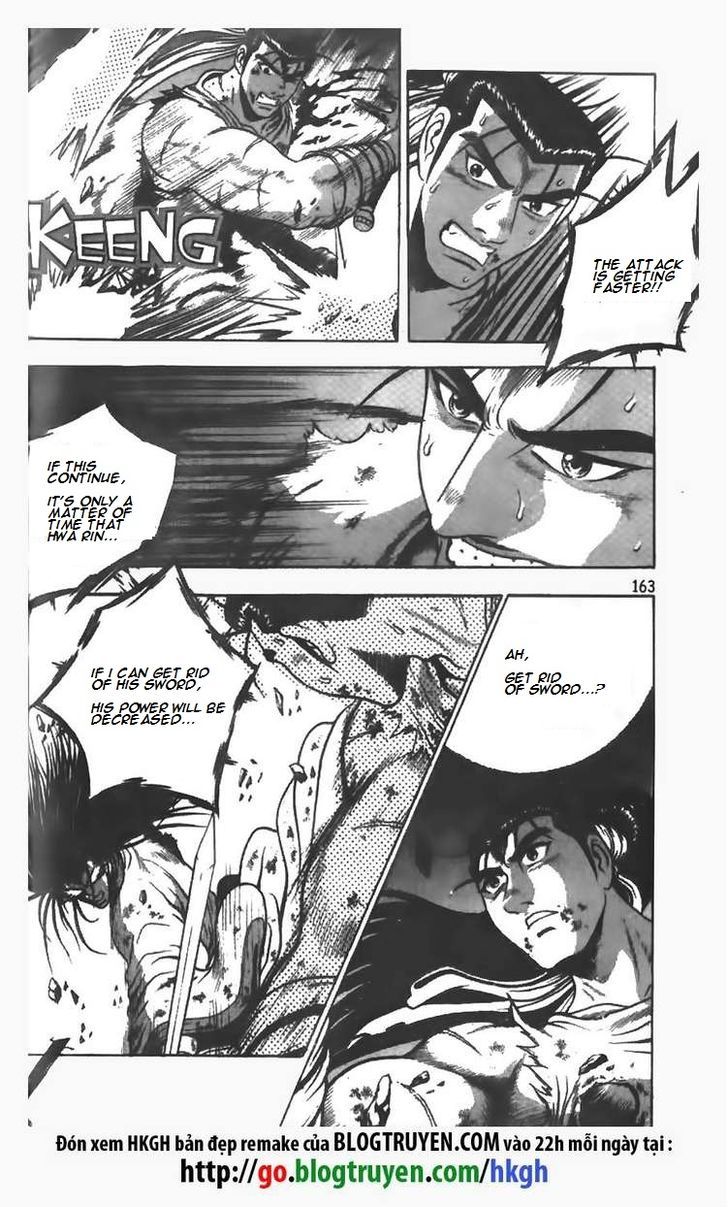 KEENG
THE ATTACK
IS GETTING
FASTER!!
IF THIS
CONTINUE,
IT'S ONLY A
MATTER OF
TIME THAT
HWA RIN...
163
IF I CAN GET RID
OF HIS SWORD,
HIS POWER WILL BE
DECREASED...
AH,
GET RID
OF SWORD...?
Đón xem HKGH bản đẹp remake của BLOGTRUYEN.COM vào 22h mỗi ngày tại :
http://go.blogtruyen.com/hkgh